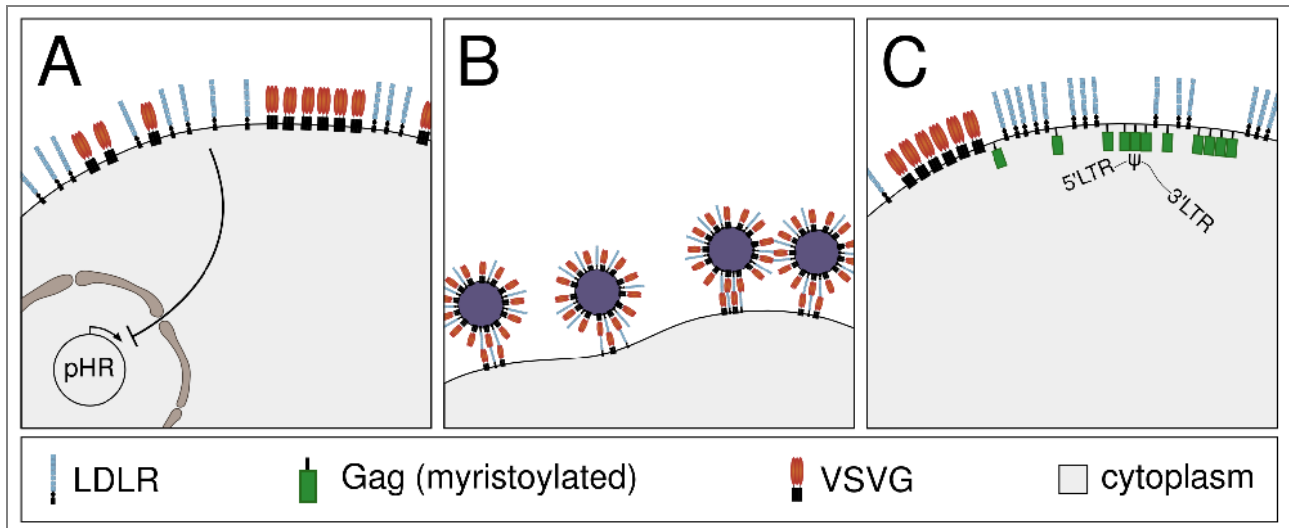 A
B
C
pHR
5'LTR
Ψ
3'LTR
LDLR
Gag (myristoylated)
VSVG
cytoplasm